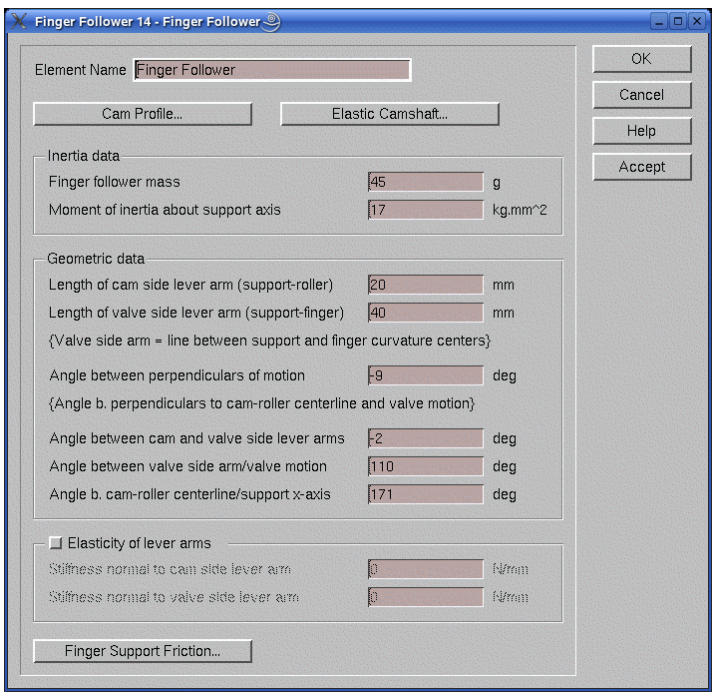 Finger Follower 14 - Finger Follower
Element Name Finger Follower
OK
Cancel
Help
Accept
Cam Profile... Elastic Camshaft...
Inertia data
Finger follower mass 45 g
Moment of inertia about support axis 17 kg.mm^2
Geometric data
Length of cam side lever arm (support-roller) 20 mm
Length of valve side lever arm (support-finger) 40 mm
{Valve side arm = line between support and finger curvature centers}
Angle between perpendiculars of motion -9 deg
{Angle b. perpendiculars to cam-roller centerline and valve motion}
Angle between cam and valve side lever arms -2 deg
Angle between valve side arm/valve motion 110 deg
Angle b. cam-roller centerline/support x-axis 171 deg
Elasticity of lever arms
Stiffness normal to cam side lever arm 0 N/mm
Stiffness normal to valve side lever arm 0 N/mm
Finger Support Friction...